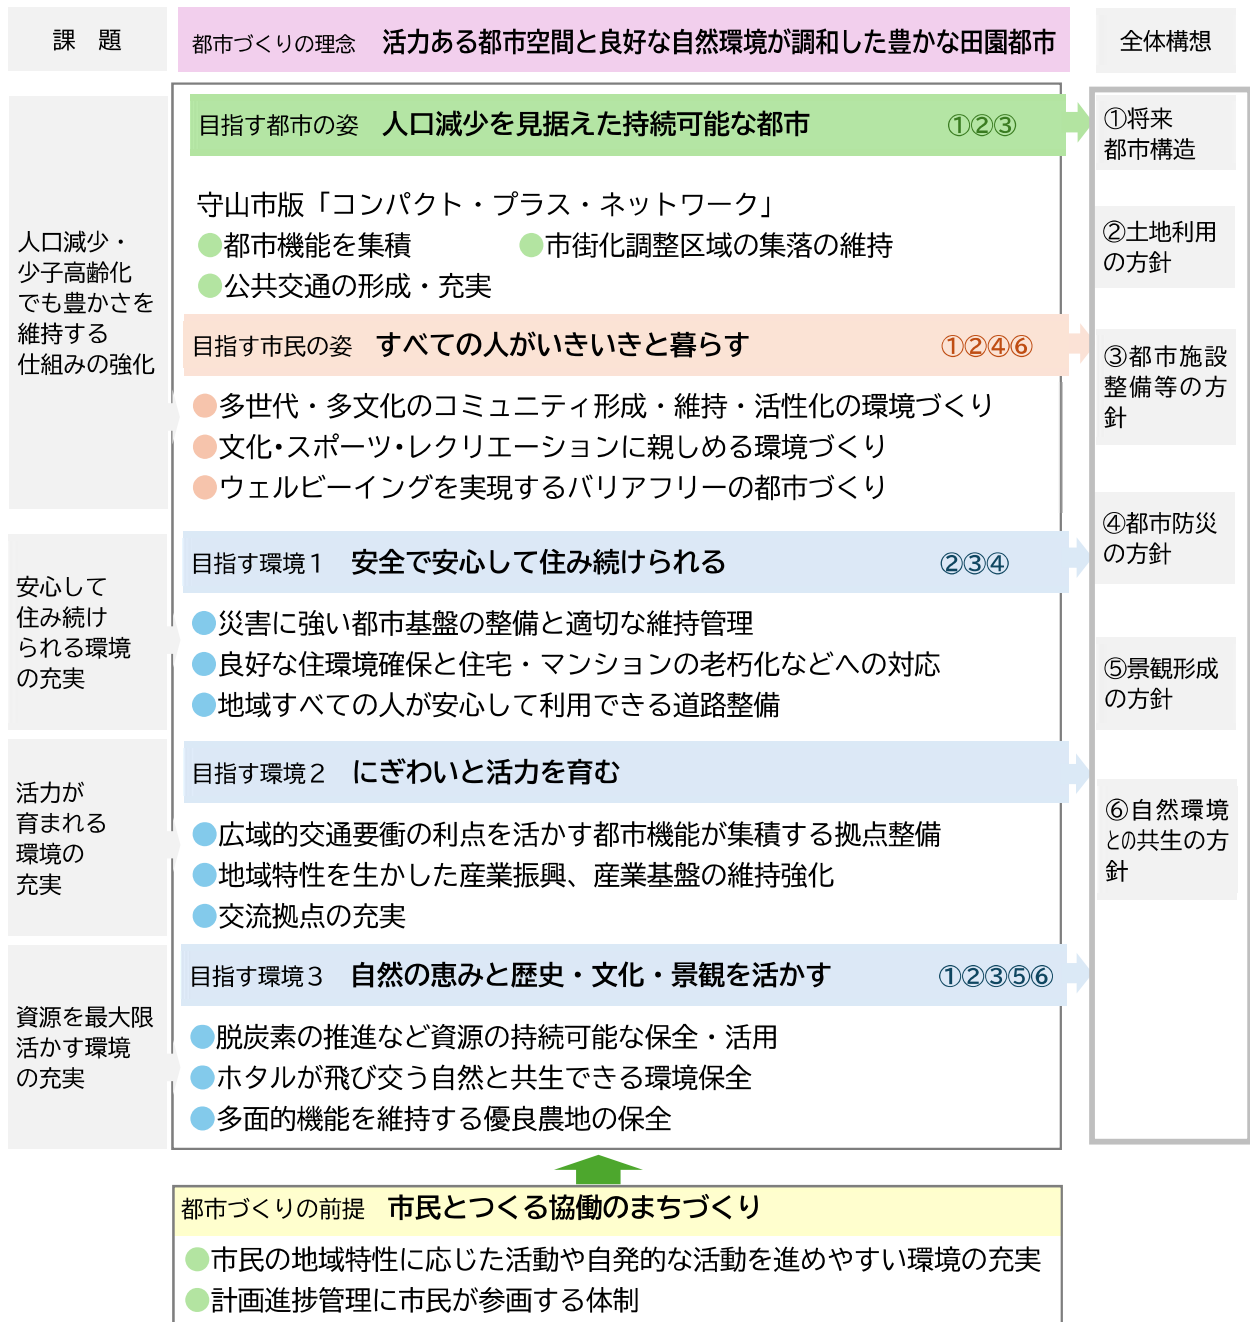 課　題
都市づくりの理念　活力ある都市空間と良好な自然環境が調和した豊かな田園都市
全体構想
人口減少・
少子高齢化
でも豊かさを
維持する
仕組みの強化
目指す都市の姿　人口減少を見据えた持続可能な都市　①②③
守山市版「コンパクト・プラス・ネットワーク」
●都市機能を集積　●市街化調整区域の集落の維持
●公共交通の形成・充実
目指す市民の姿　すべての人がいきいきと暮らす　①②④⑥
●多世代・多文化のコミュニティ形成・維持・活性化の環境づくり
●文化･スポーツ･レクリエーションに親しめる環境づくり
●ウェルビーイングを実現するバリアフリーの都市づくり
安心して
住み続け
られる環境
の充実
目指す環境１　安全で安心して住み続けられる　②③④
●災害に強い都市基盤の整備と適切な維持管理
●良好な住環境確保と住宅・マンションの老朽化などへの対応
●地域すべての人が安心して利用できる道路整備
活力が
育まれる
環境の
充実
目指す環境２　にぎわいと活力を育む
●広域的交通要衝の利点を活かす都市機能が集積する拠点整備
●地域特性を生かした産業振興、産業基盤の維持強化
●交流拠点の充実
資源を最大限
活かす環境
の充実
目指す環境３　自然の恵みと歴史・文化・景観を活かす　①②③⑤⑥
●脱炭素の推進など資源の持続可能な保全・活用
●ホタルが飛び交う自然と共生できる環境保全
●多面的機能を維持する優良農地の保全
①将来
都市構造
②土地利用
の方針
③都市施設
整備等の方
針
④都市防災
の方針
⑤景観形成
の方針
⑥自然環境
との共生の方
針
都市づくりの前提　市民とつくる協働のまちづくり
●市民の地域特性に応じた活動や自発的な活動を進めやすい環境の充実
●計画進捗管理に市民が参画する体制